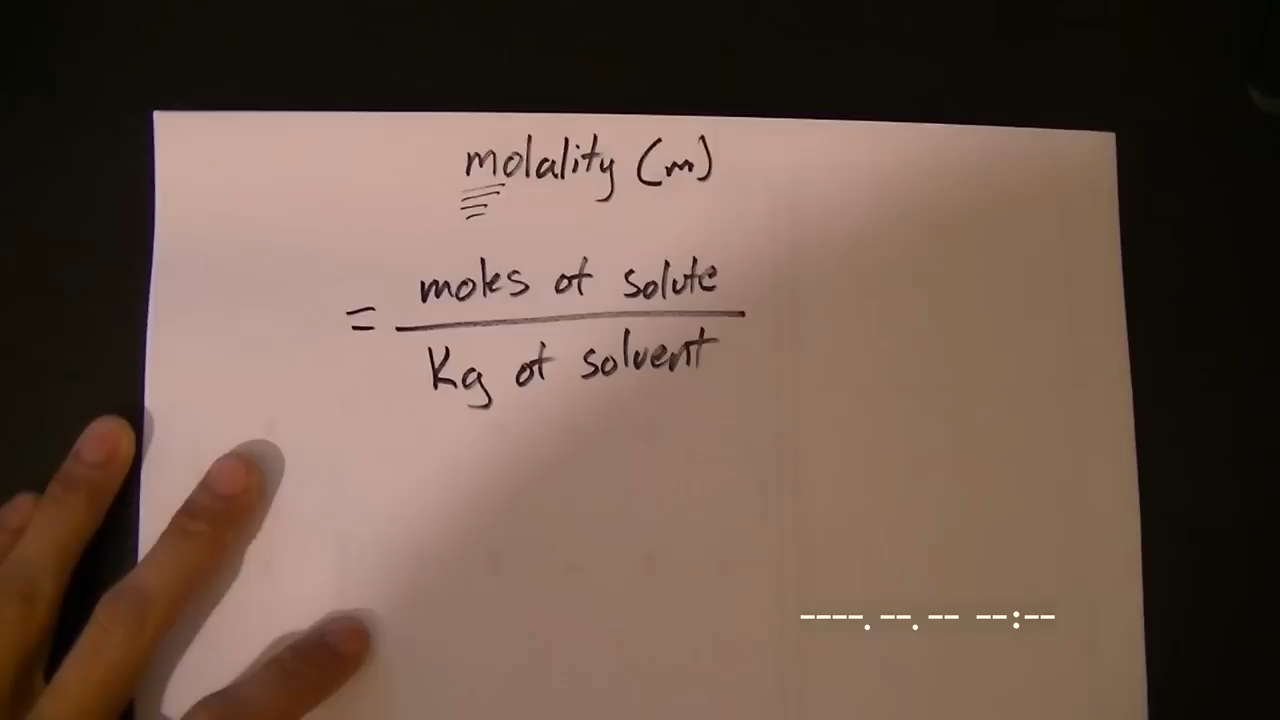 molality (m)
= moles of solute
Kg of solvent
----.--.-- --:--